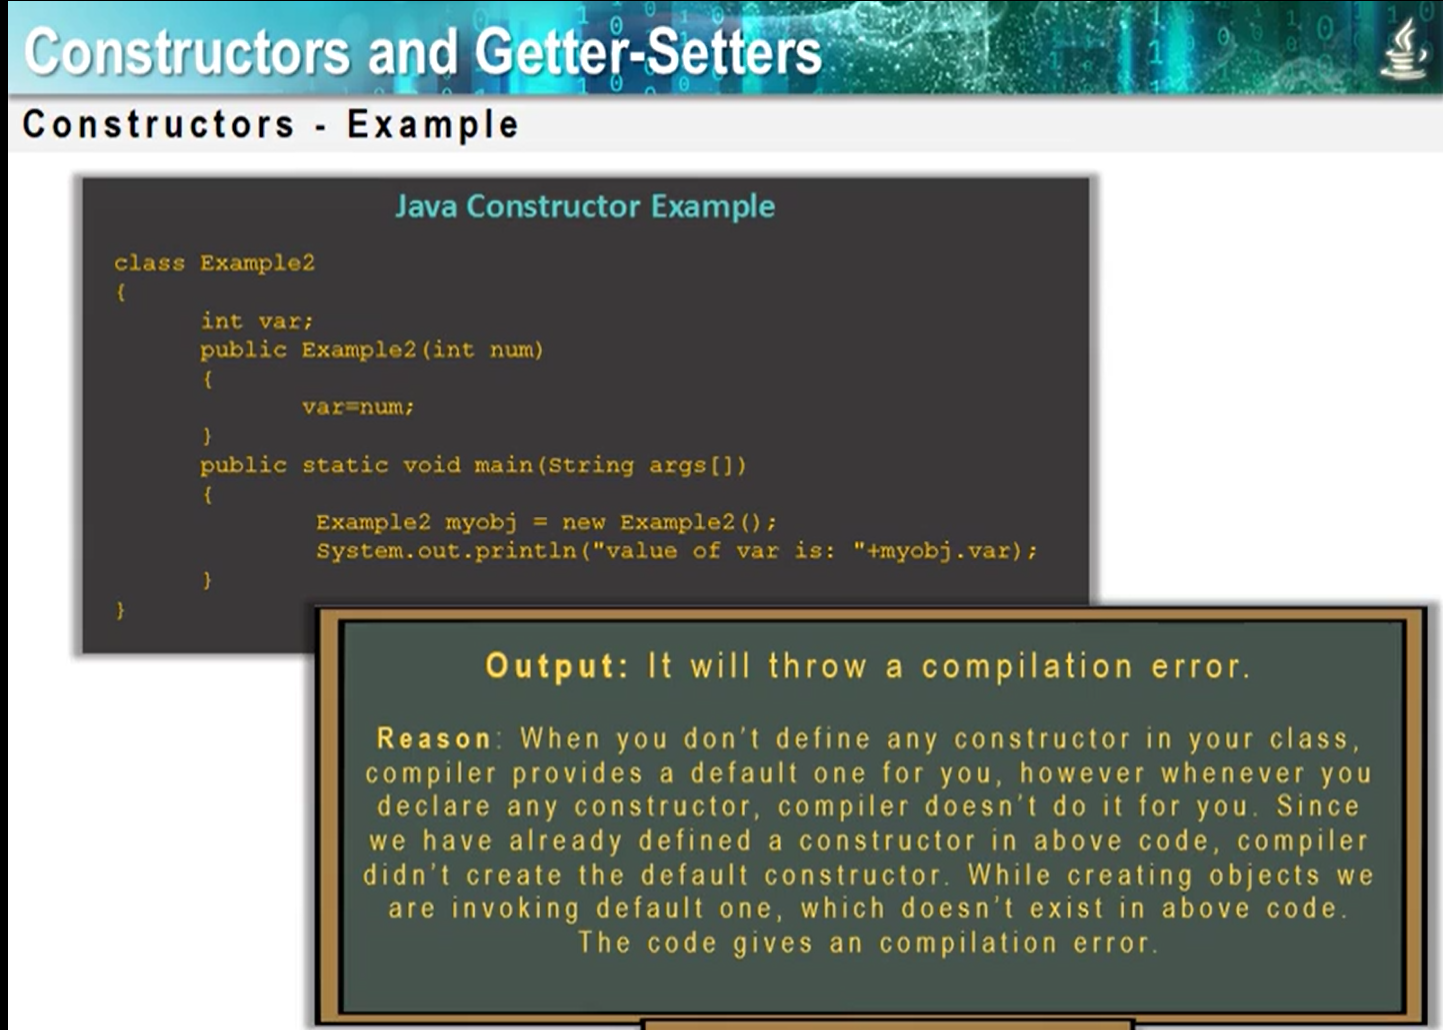 Constructors and Getter-Setters
Constructors - Example
Java Constructor Example
class Example2
{
int var;
public Example2(int num)
{
var=num;
}
public static void main(String args[])
{
Example2 myobj = new Example2();
System.out.println("value of var is: "+myobj.var);
}
}
Output: It will throw a compilation error.
Reason: When you don't define any constructor in your class,
compiler provides a default one for you, however whenever you
declare any constructor, compiler doesn't do it for you. Since
we have already defined a constructor in above code, compiler
didn't create the default constructor. While creating objects we
are invoking default one, which doesn't exist in above code.
The code gives an compilation error.